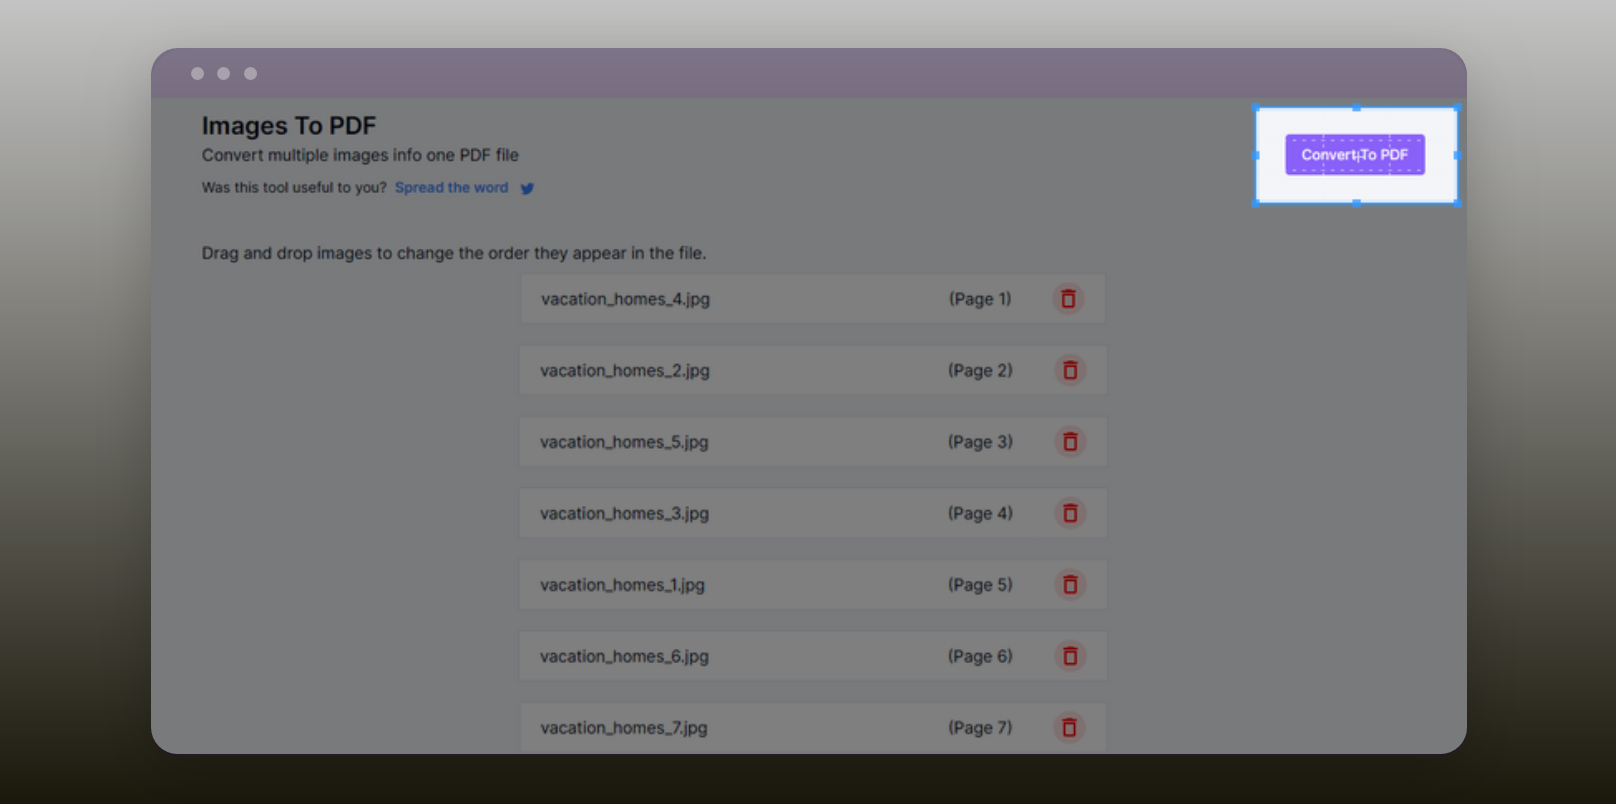 Images To PDF
Convert multiple images info one PDF file
Was this tool useful to you? Spread the word
Convert To PDF
Drag and drop images to change the order they appear in the file.
vacation_homes_4.jpg (Page 1)
vacation_homes_2.jpg (Page 2)
vacation_homes_5.jpg (Page 3)
vacation_homes_3.jpg (Page 4)
vacation_homes_1.jpg (Page 5)
vacation_homes_6.jpg (Page 6)
vacation_homes_7.jpg (Page 7)